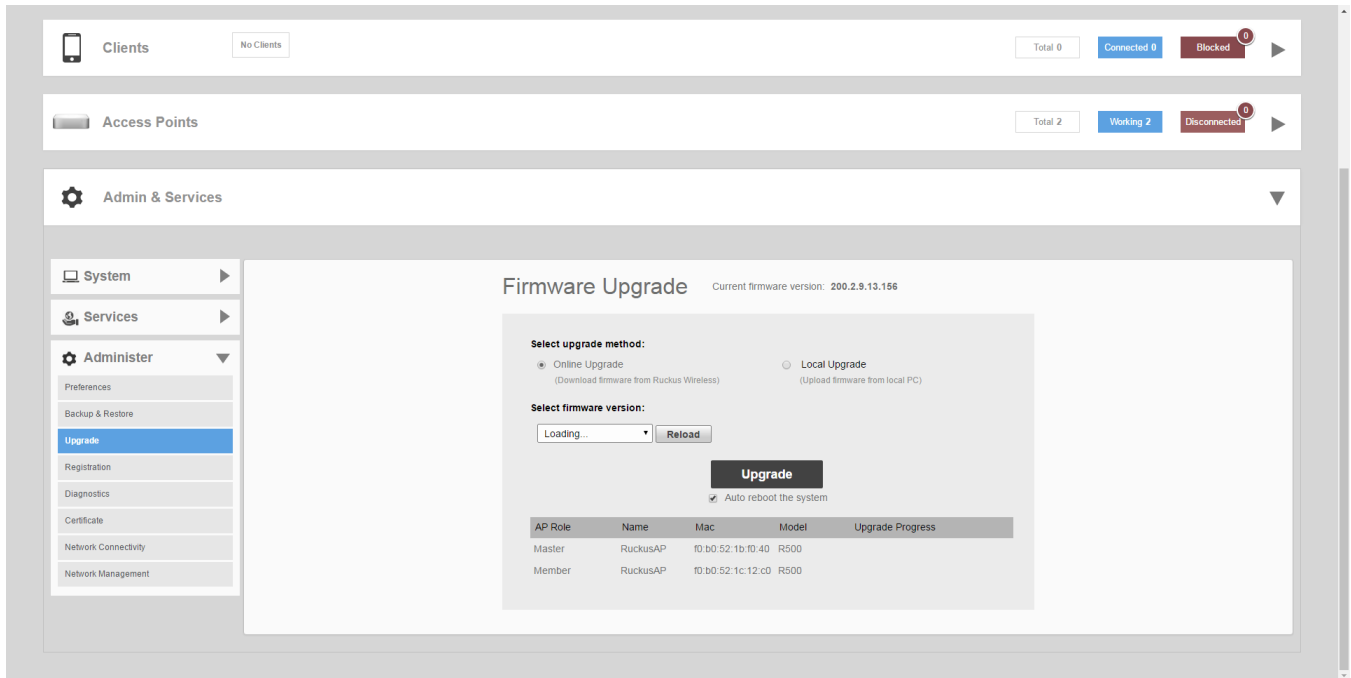 Clients
No Clients
Total 0
Connected 0
Blocked
0
Access Points
Total 2
Working 2
Disconnected
0
Admin & Services
System
Services
Administer
Preferences
Backup & Restore
Upgrade
Registration
Diagnostics
Certificate
Network Connectivity
Network Management
Firmware Upgrade Current firmware version: 200.2.9.13.156
Select upgrade method:
Online Upgrade
(Download firmware from Ruckus Wireless)
Local Upgrade
(Upload firmware from local PC)
Select firmware version:
Loading... Reload
Upgrade
Auto reboot the system
AP Role Name Mac Model Upgrade Progress
Master RuckusAP f0:b0:52:1b:f0:40 R500
Member RuckusAP f0:b0:52:1c:12:c0 R500